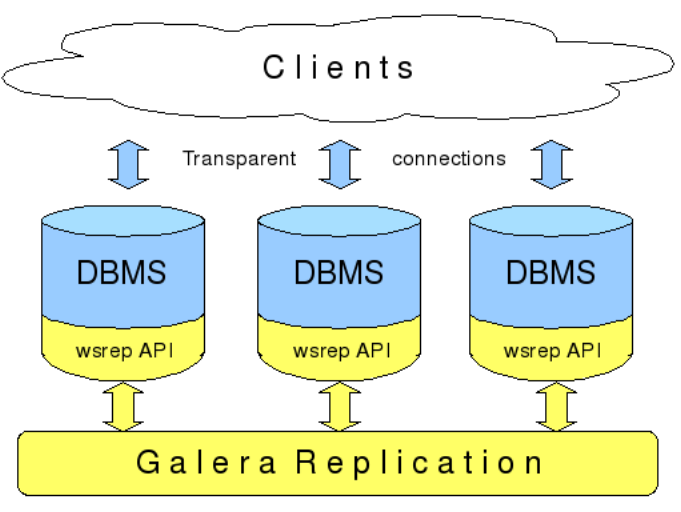 Clients
Transparent connections
DBMS DBMS DBMS
wsrep API wsrep API wsrep API
Galera Replication